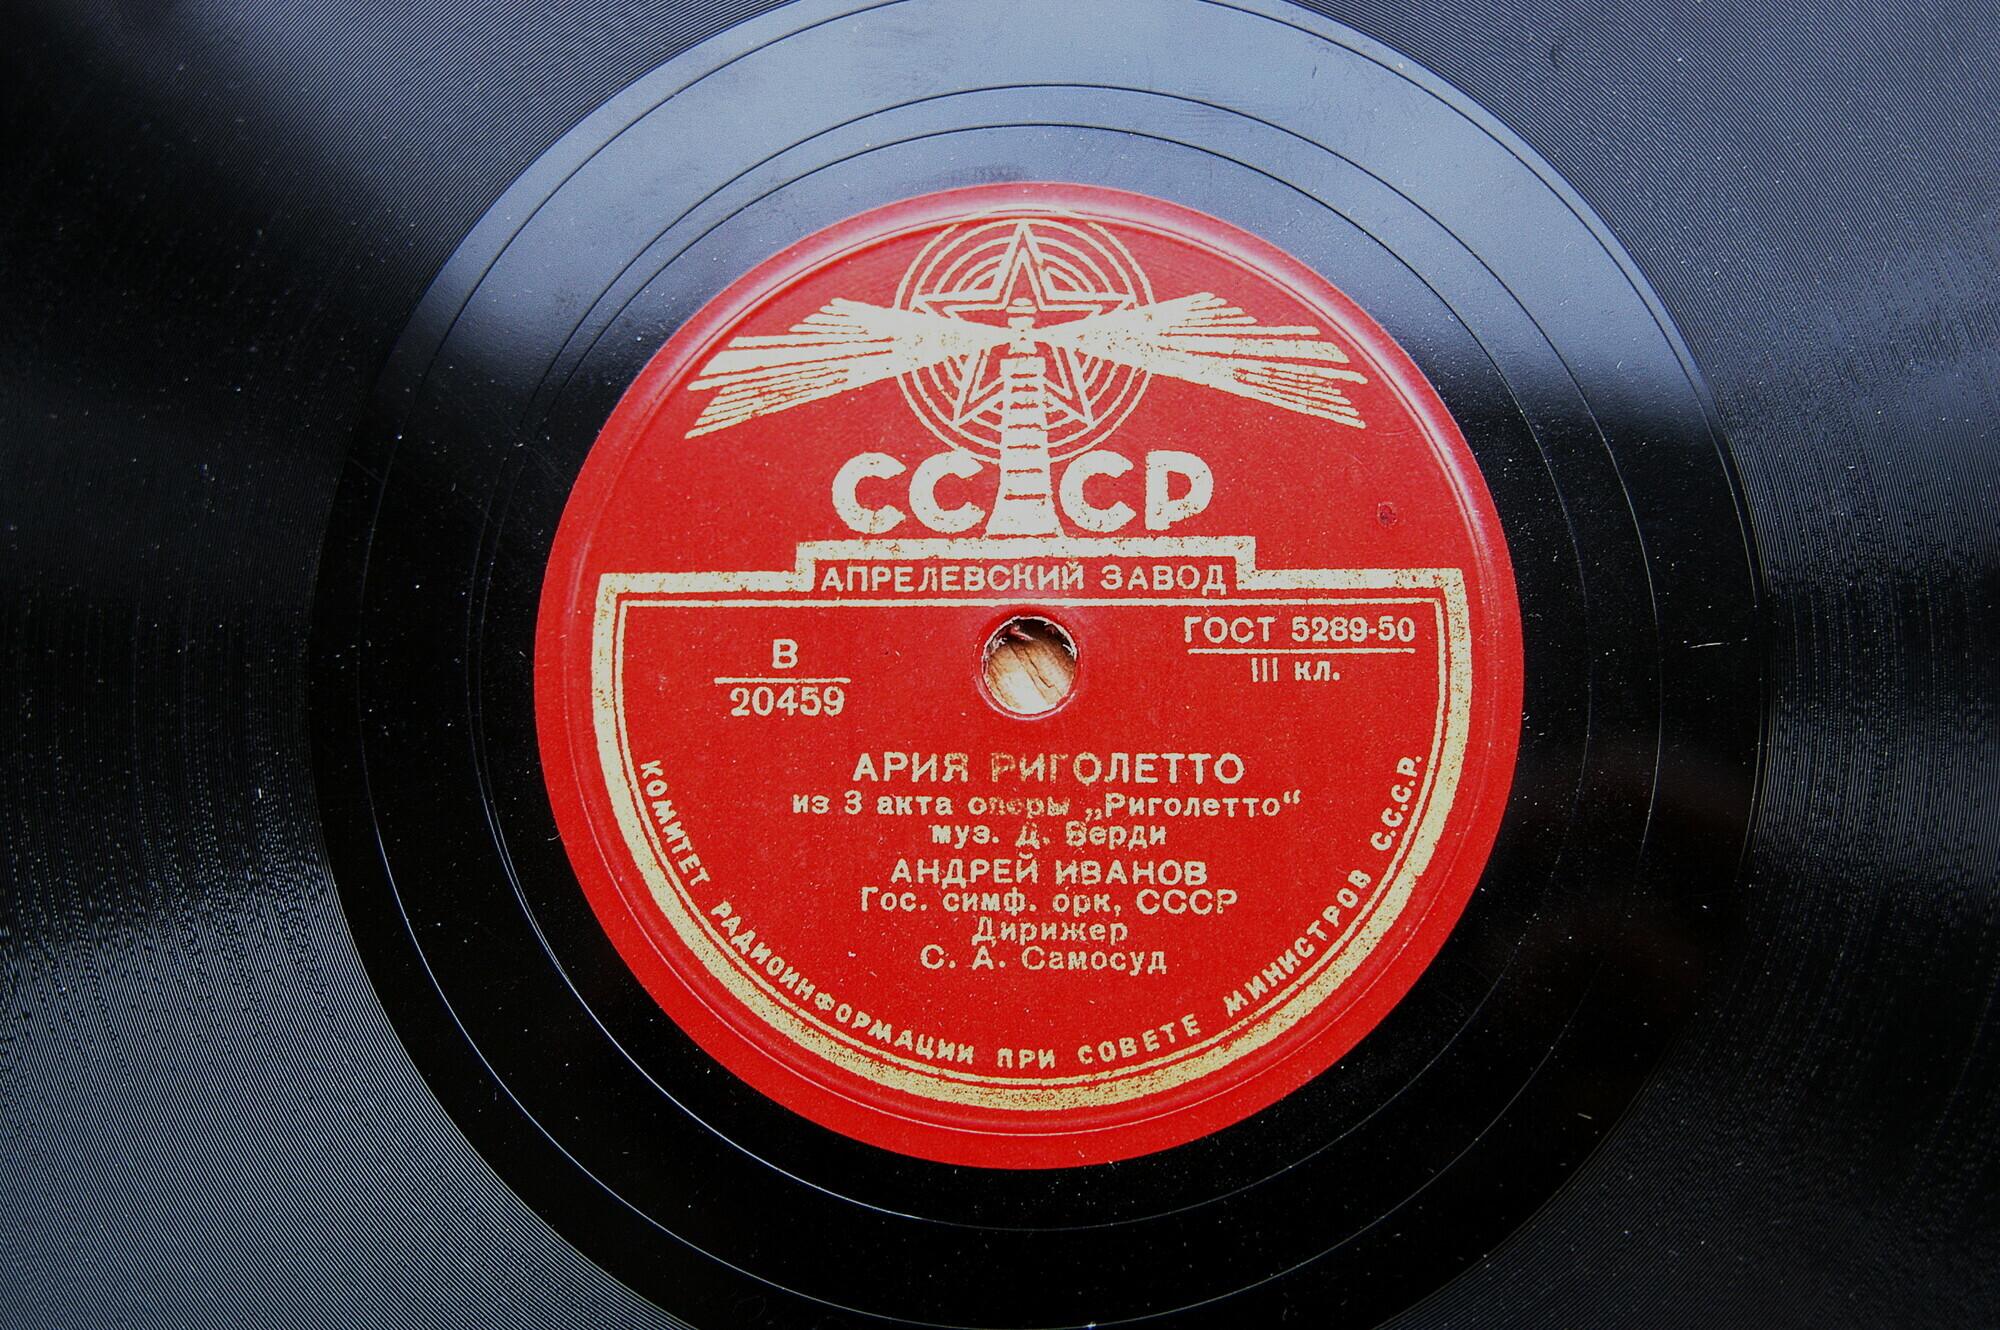 СССР
АПРЕЛЕВСКИЙ ЗАВОД
В
20459
ГОСТ 5289-50
III кл.
АРИЯ РИГОЛЕТТО
из 3 акта оперы „Риголетто“
муз. Д. Верди
АНДРЕЙ ИВАНОВ
Гос. симф. орк, СССР
Дирижер
С. А. Самосуд
КОМИТЕТ РАДИОИНФОРМАЦИИ ПРИ СОВЕТЕ МИНИСТРОВ С.С.С.Р.